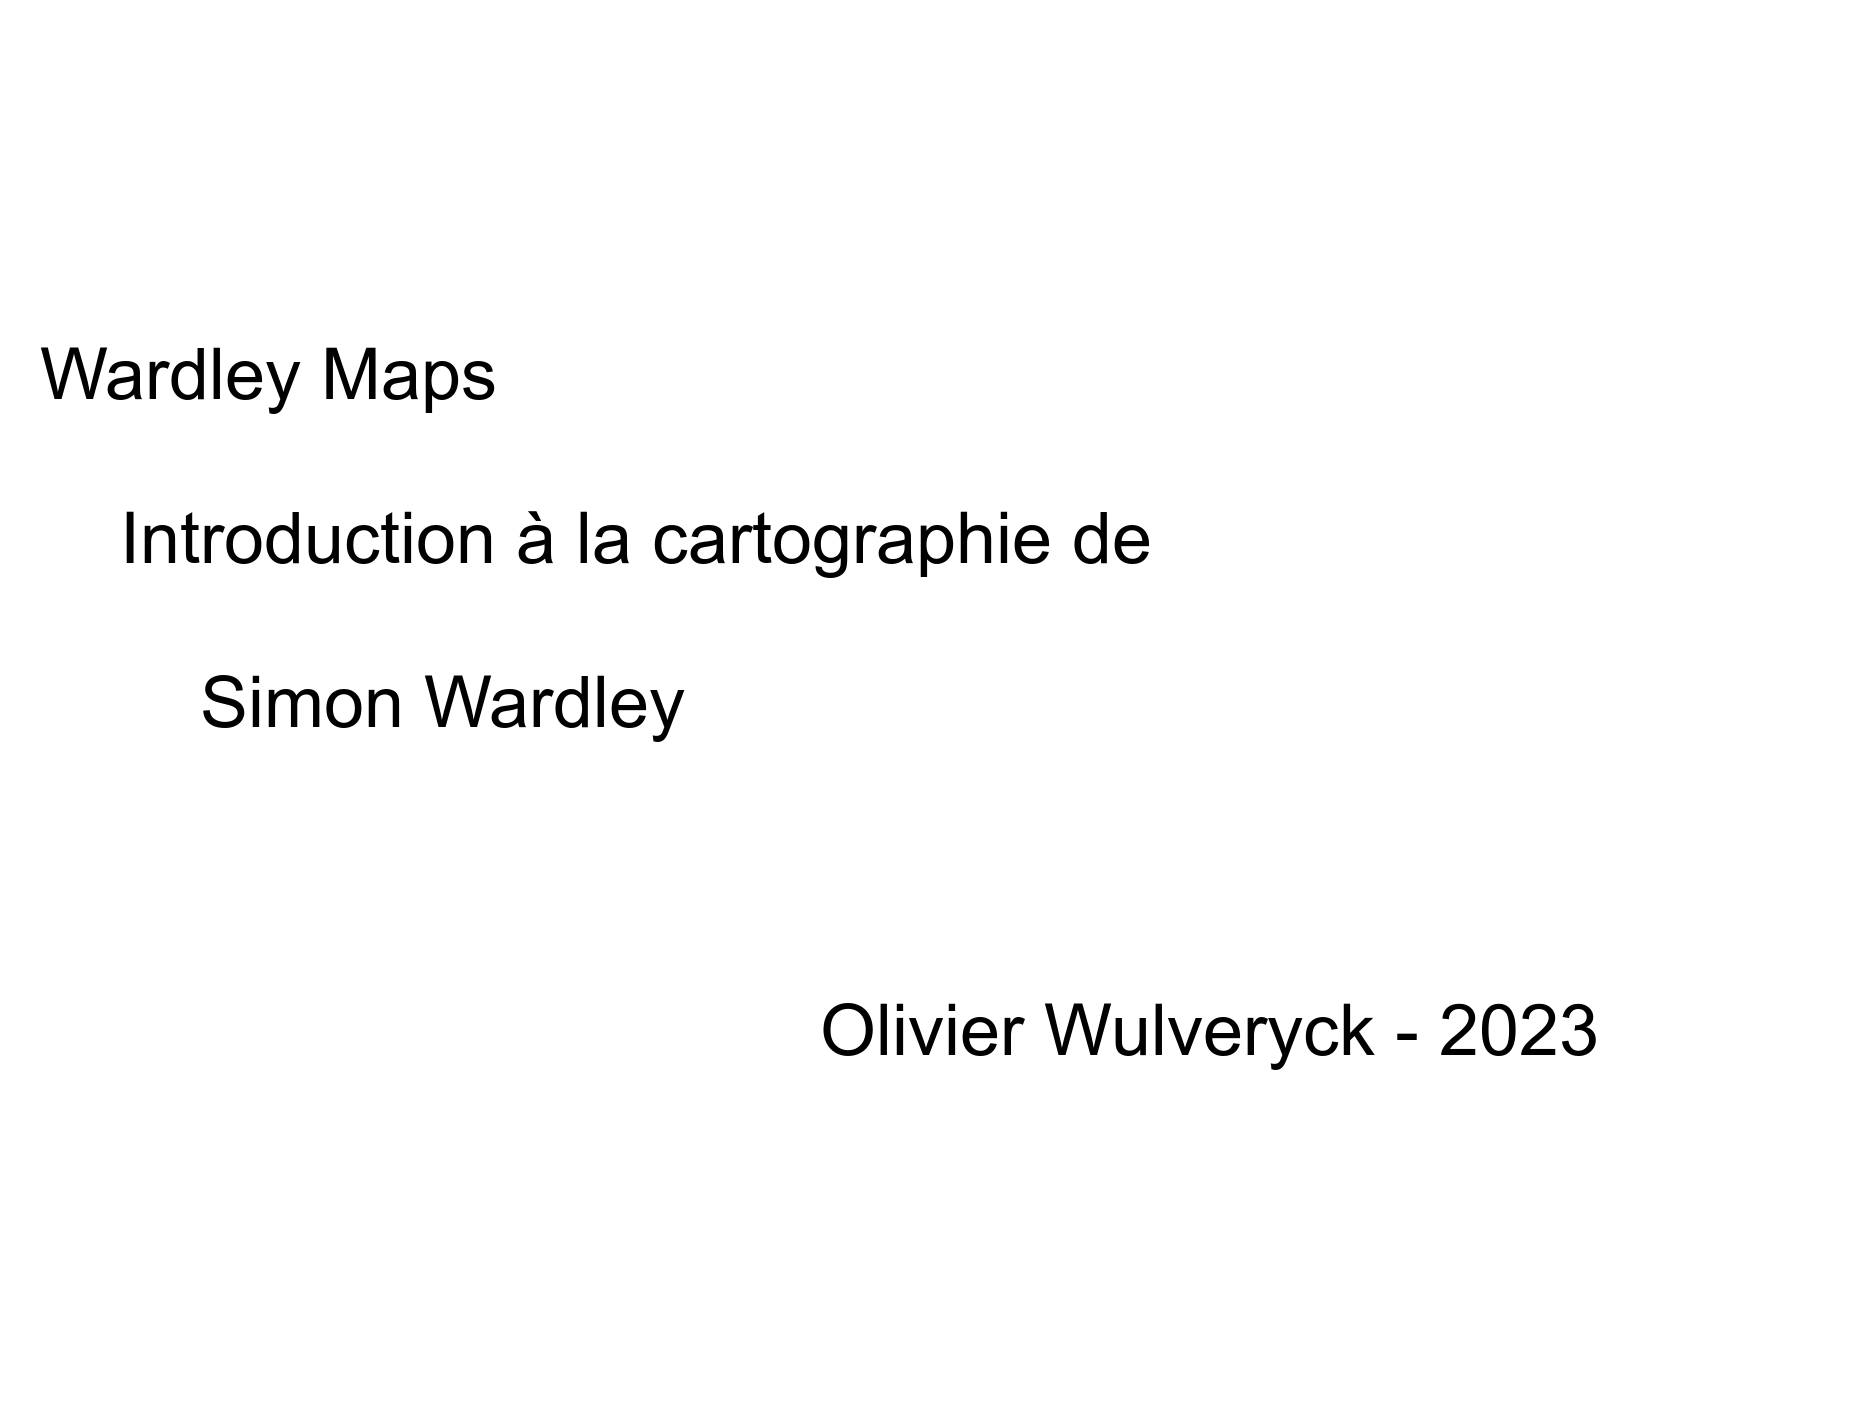 Wardley Maps
Introduction à la cartographie de
Simon Wardley
Olivier Wulveryck - 2023